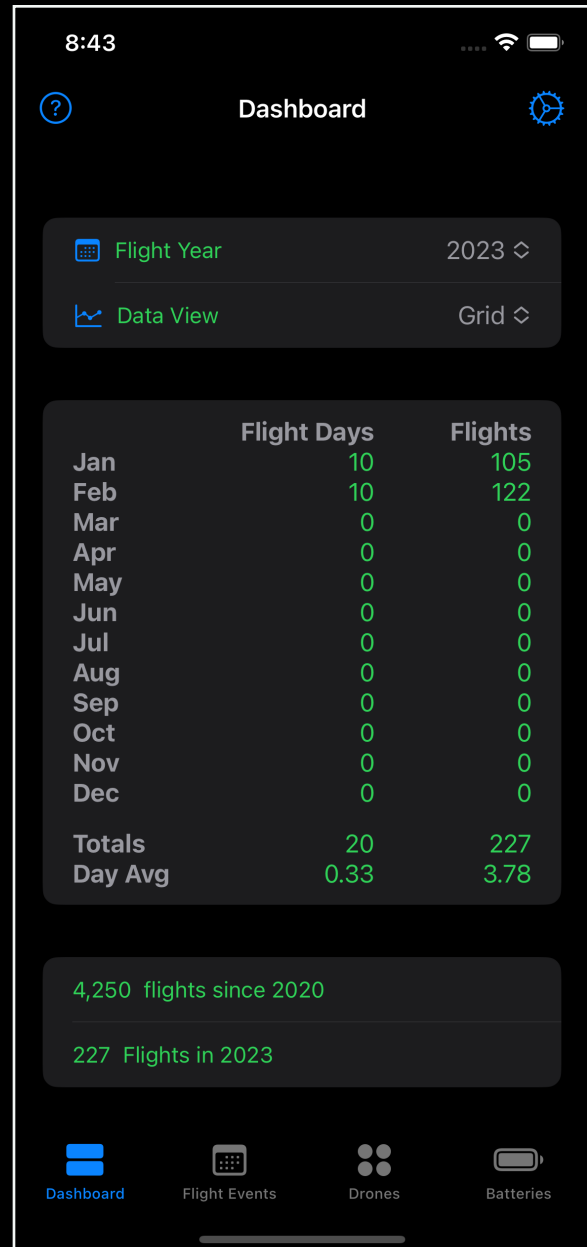 8:43
?
Dashboard
Flight Year 2023
Data View Grid
Flight Days Flights
Jan 10 105
Feb 10 122
Mar 0 0
Apr 0 0
May 0 0
Jun 0 0
Jul 0 0
Aug 0 0
Sep 0 0
Oct 0 0
Nov 0 0
Dec 0 0
Totals 20 227
Day Avg 0.33 3.78
4,250 flights since 2020
227 Flights in 2023
Dashboard Flight Events Drones Batteries